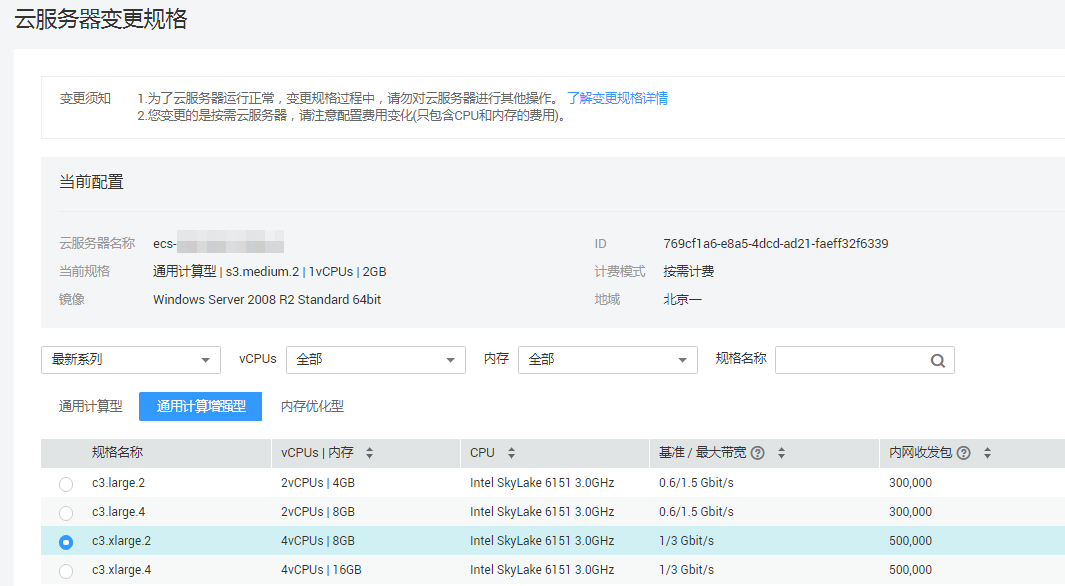 云服务器变更规格
变更须知 1.为了云服务器运行正常，变更规格过程中，请勿对云服务器进行其他操作。 了解变更规格详情
2.您变更的是按需云服务器，请注意配置费用变化(只包含CPU和内存的费用)。
当前配置
云服务器名称 ecs- ID 769cf1a6-e8a5-4dcd-ad21-faeff32f6339
当前规格 通用计算型 | s3.medium.2 | 1vCPUs | 2GB 计费模式 按需计费
镜像 Windows Server 2008 R2 Standard 64bit 地域 北京一
最新系列 vCPUs 全部 内存 全部 规格名称
通用计算型 通用计算增强型 内存优化型
规格名称 vCPUs | 内存 CPU 基准 / 最大带宽 ? 内网收发包 ?
c3.large.2 2vCPUs | 4GB Intel SkyLake 6151 3.0GHz 0.6/1.5 Gbit/s 300,000
c3.large.4 2vCPUs | 8GB Intel SkyLake 6151 3.0GHz 0.6/1.5 Gbit/s 300,000
c3.xlarge.2 4vCPUs | 8GB Intel SkyLake 6151 3.0GHz 1/3 Gbit/s 500,000
c3.xlarge.4 4vCPUs | 16GB Intel SkyLake 6151 3.0GHz 1/3 Gbit/s 500,000